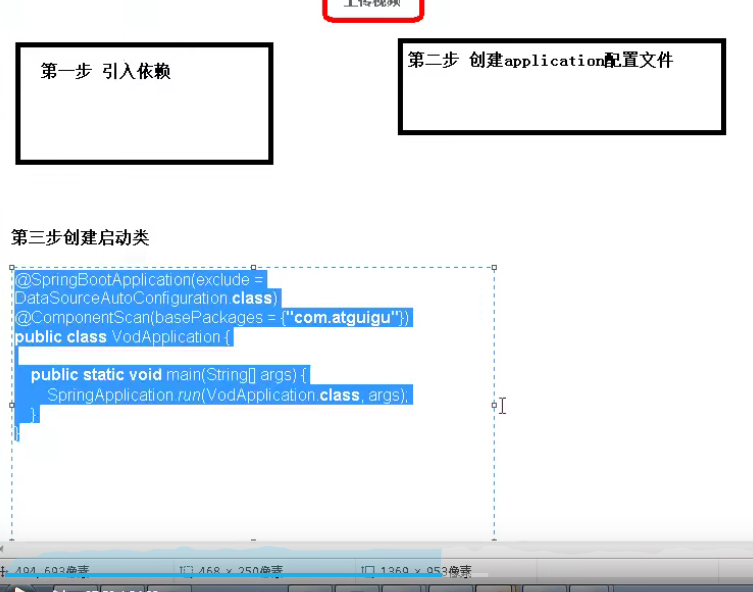 上传视频
第一步 引入依赖
第二步 创建application配置文件
第三步创建启动类
@SpringBootApplication(exclude =
DataSourceAutoConfiguration.class)
@ComponentScan(basePackages = {"com.atguigu"})
public class VodApplication {
public static void main(String[] args) {
SpringApplication.run(VodApplication.class, args);
}
}
494, 693像素
468 × 250像素
1369 × 953像素